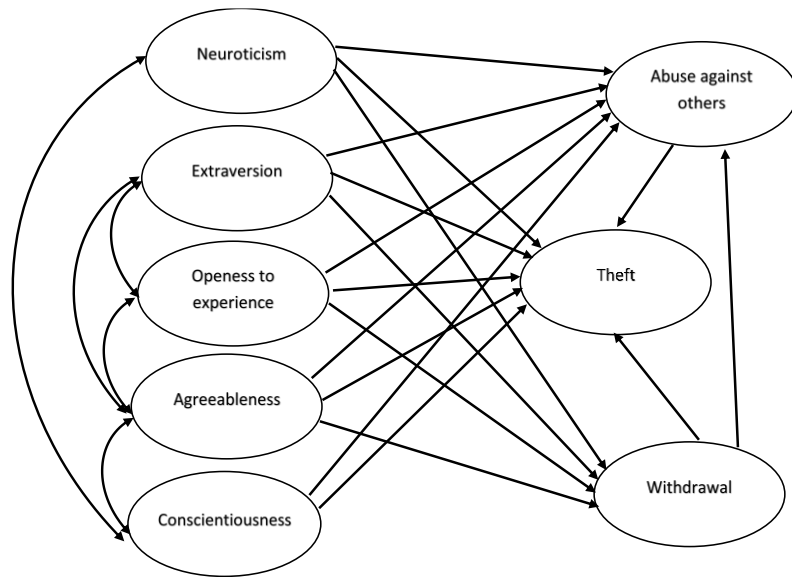 Neuroticism
Extraversion
Openess to
experience
Agreeableness
Conscientiousness
Abuse against
others
Theft
Withdrawal